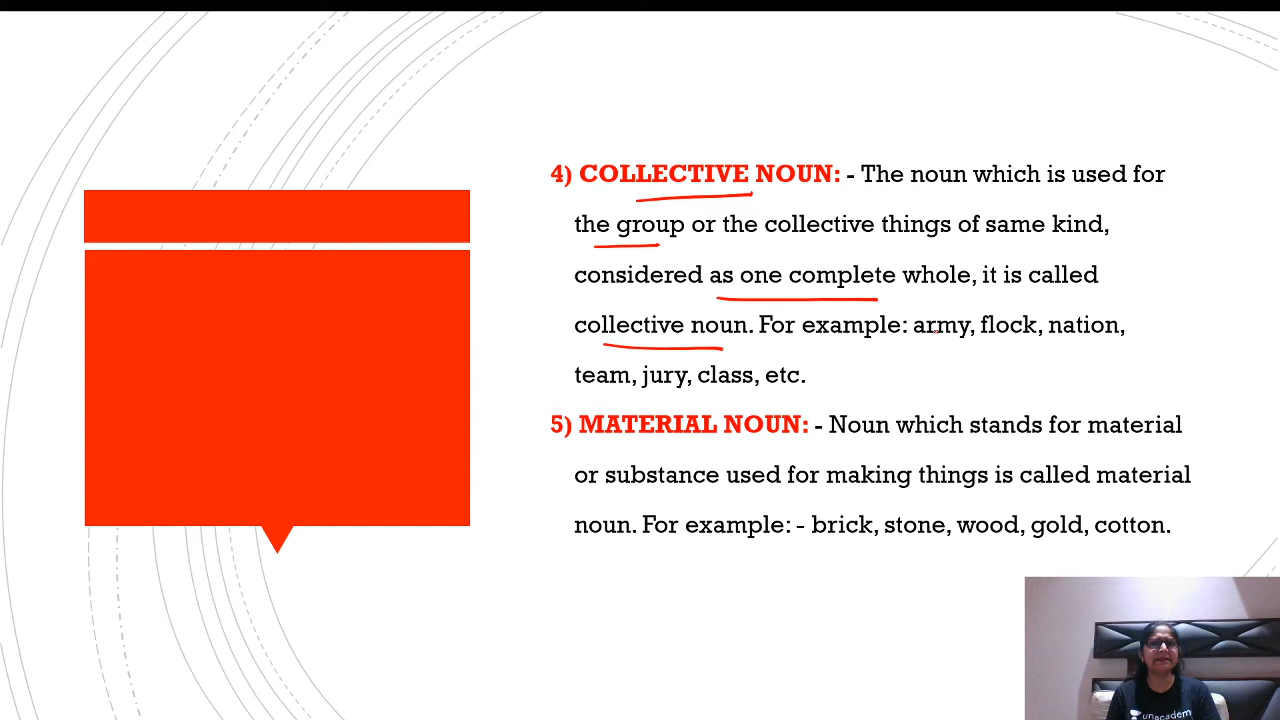 4) COLLECTIVE NOUN: - The noun which is used for
the group or the collective things of same kind,
considered as one complete whole, it is called
collective noun. For example: army, flock, nation,
team, jury, class, etc.
5) MATERIAL NOUN: - Noun which stands for material
or substance used for making things is called material
noun. For example: - brick, stone, wood, gold, cotton.
unacadem